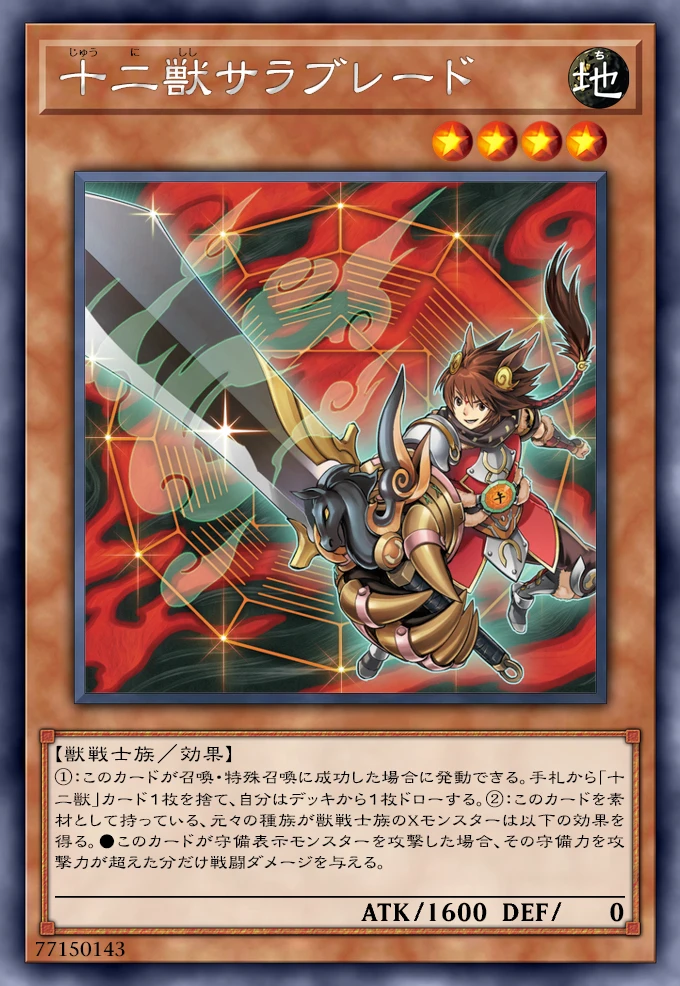 じゅう に しし
十二獣サラブレード
ち
地
午
【獣戦士族／効果】
①：このカードが召喚・特殊召喚に成功した場合に発動できる。手札から「十
二獣」カード１枚を捨て、自分はデッキから１枚ドローする。②：このカードを素
材として持っている、元々の種族が獣戦士族のXモンスターは以下の効果を
得る。●このカードが守備表示モンスターを攻撃した場合、その守備力を攻
撃力が超えた分だけ戦闘ダメージを与える。
ATK/1600 DEF/ 0
77150143